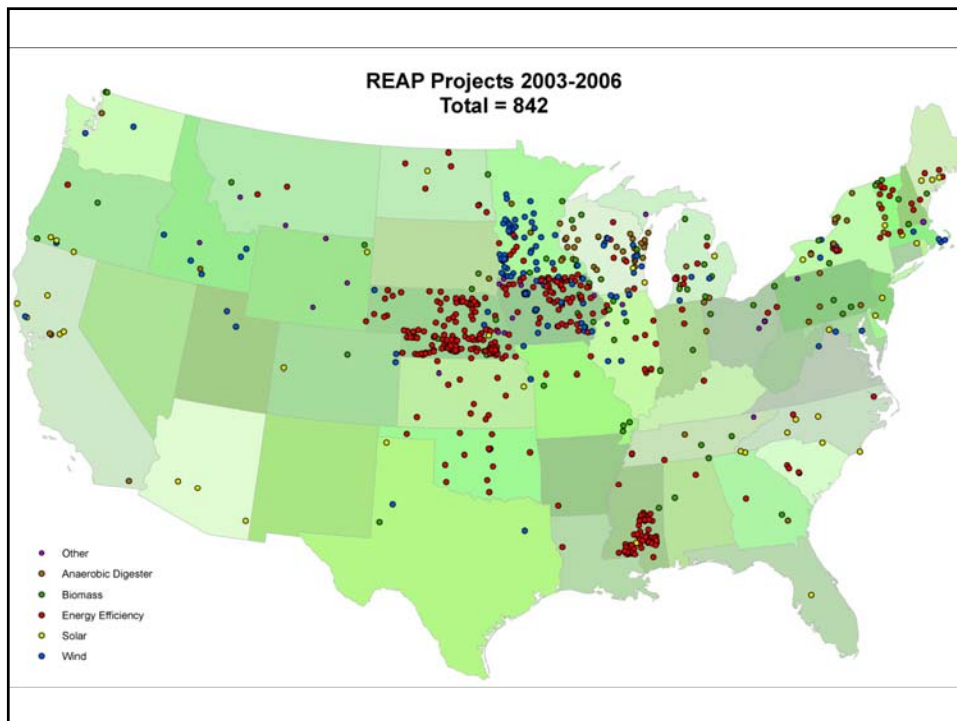 REAP Projects 2003-2006
Total = 842
Other
Anaerobic Digester
Biomass
Energy Efficiency
Solar
Wind